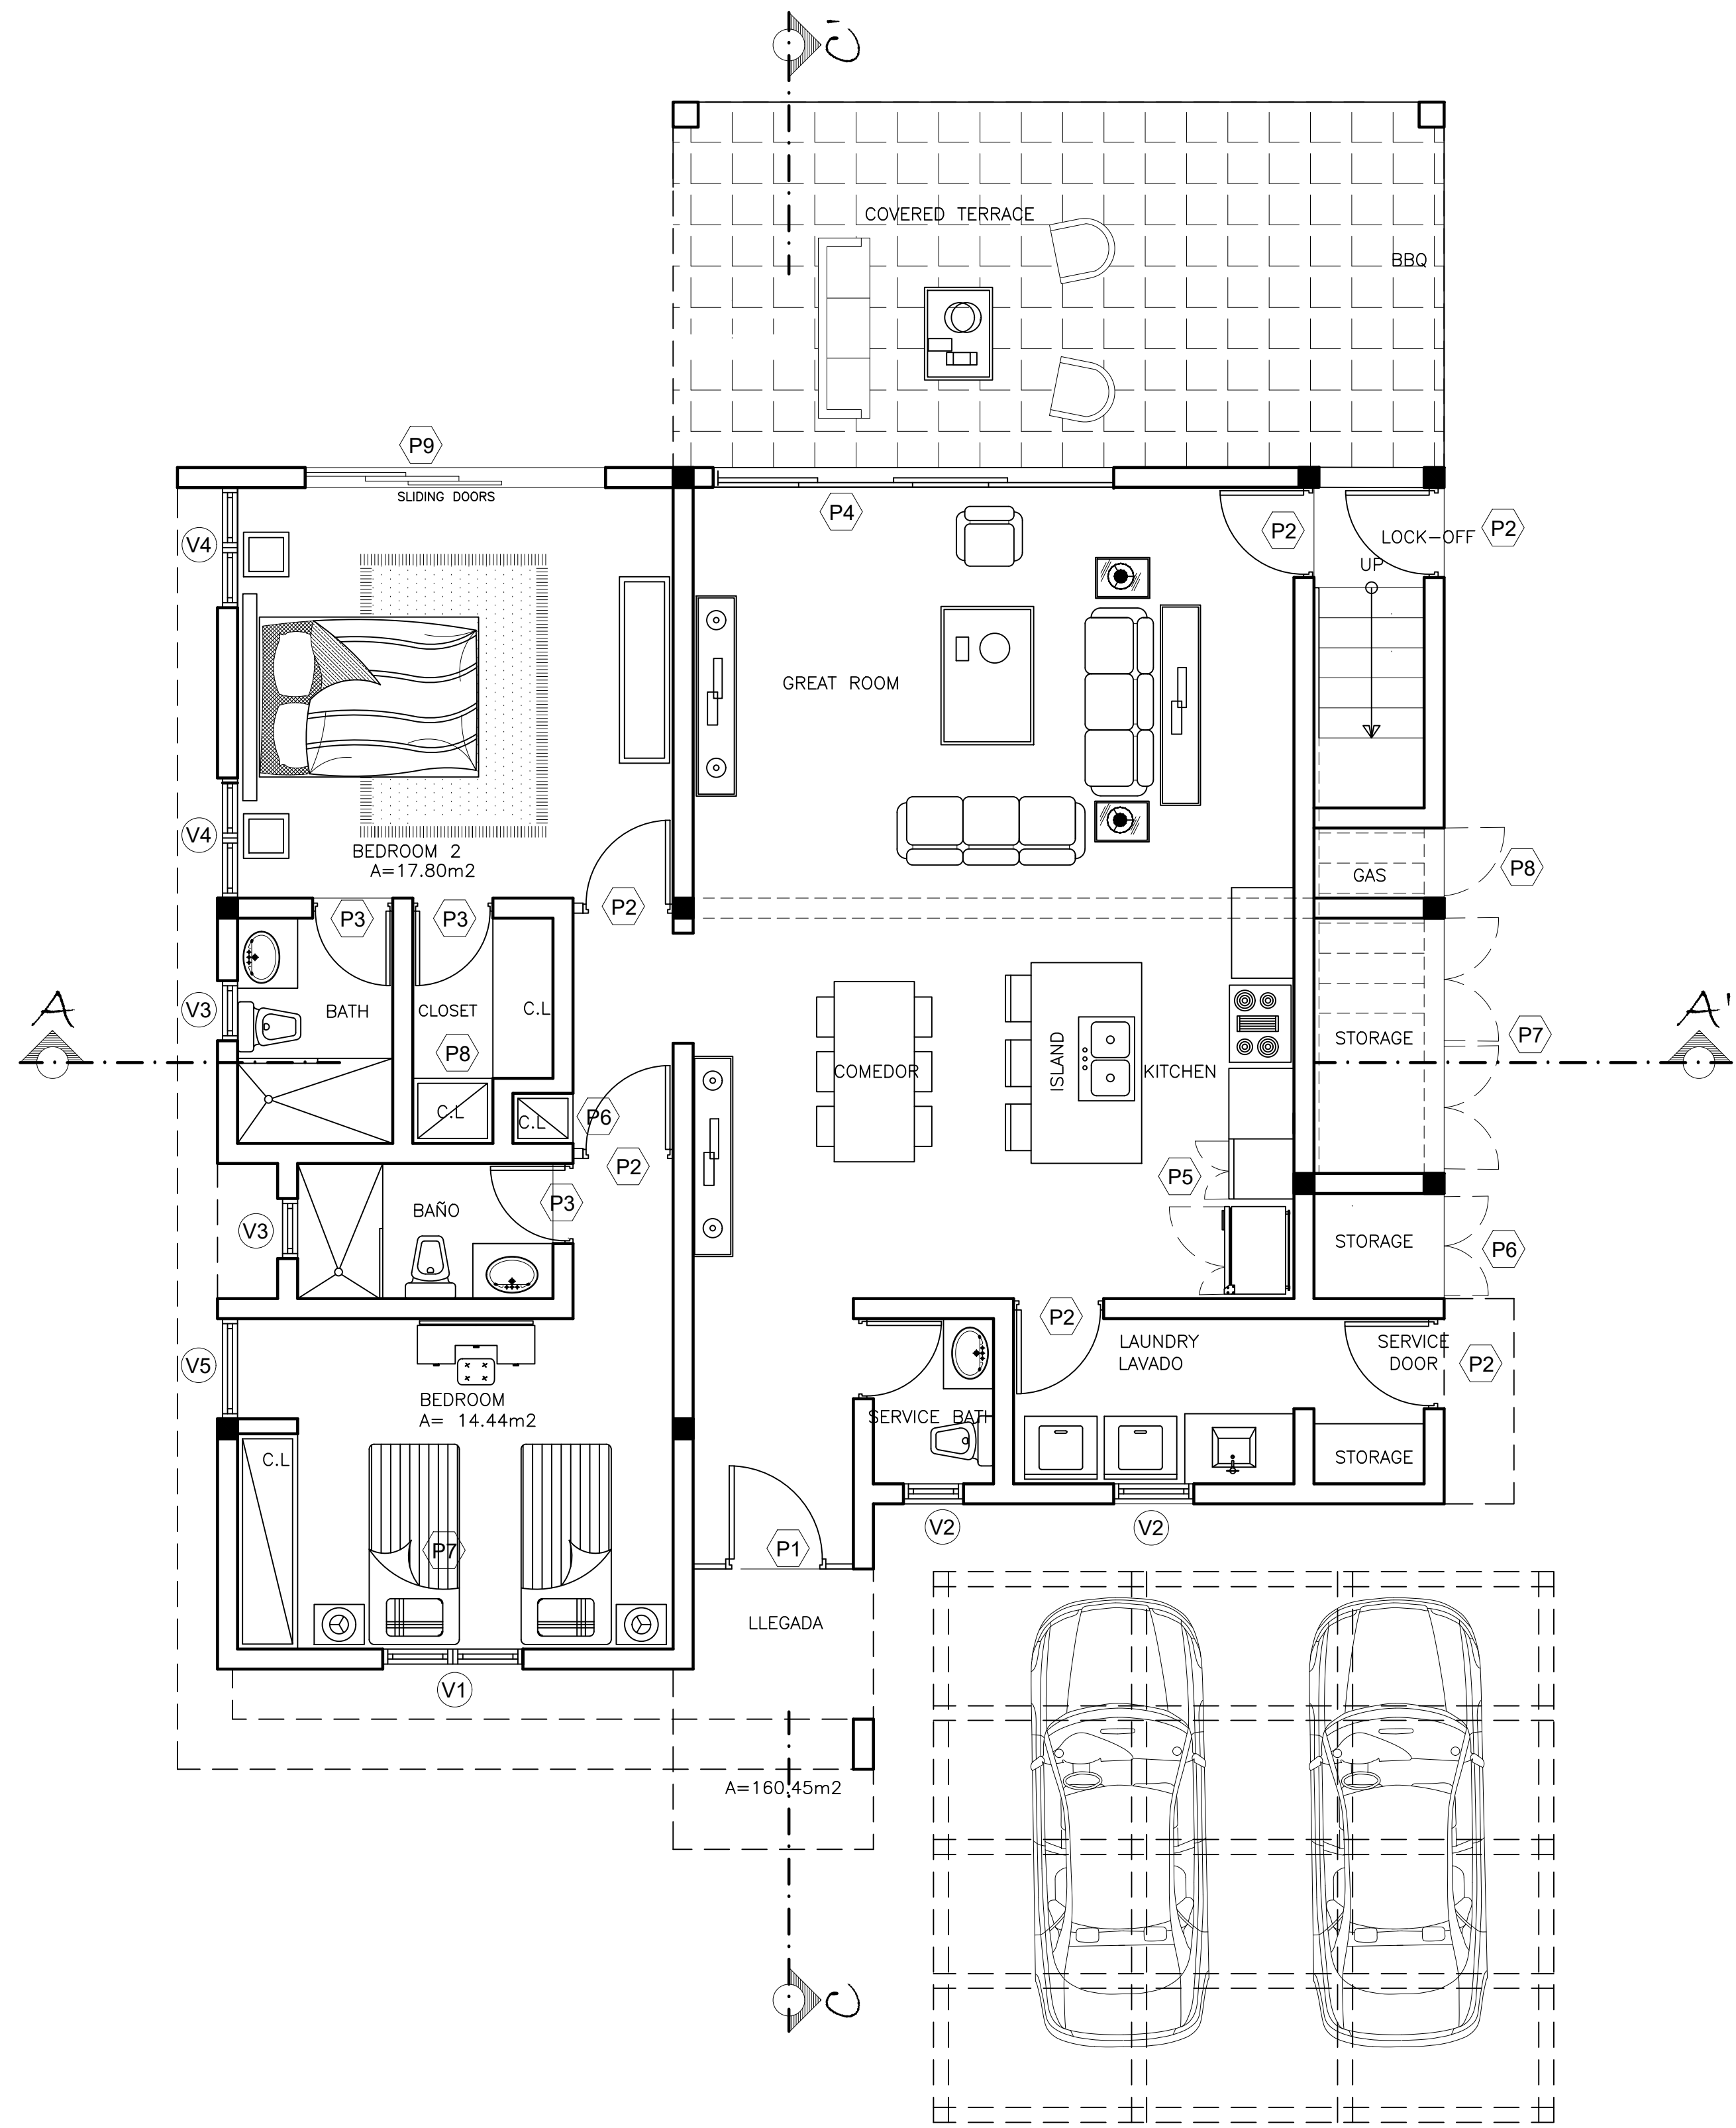 C'
COVERED TERRACE
BBQ
P9
SLIDING DOORS
P4
P2
LOCK-OFF
P2
UP
V4
GREAT ROOM
V4
BEDROOM 2
A=17.80m2
P8
GAS
P3
P3
P2
V3
BATH
CLOSET
C.L
A
A'
P8
STORAGE
P7
COMEDOR
ISLAND
KITCHEN
C.L
C.L
P6
P2
P5
P3
BAÑO
V3
STORAGE
P6
P2
LAUNDRY
LAVADO
SERVICE
DOOR
P2
V5
BEDROOM
A= 14.44m2
SERVICE BATH
C.L
STORAGE
V2
V2
P7
P1
LLEGADA
V1
A=160.45m2
C